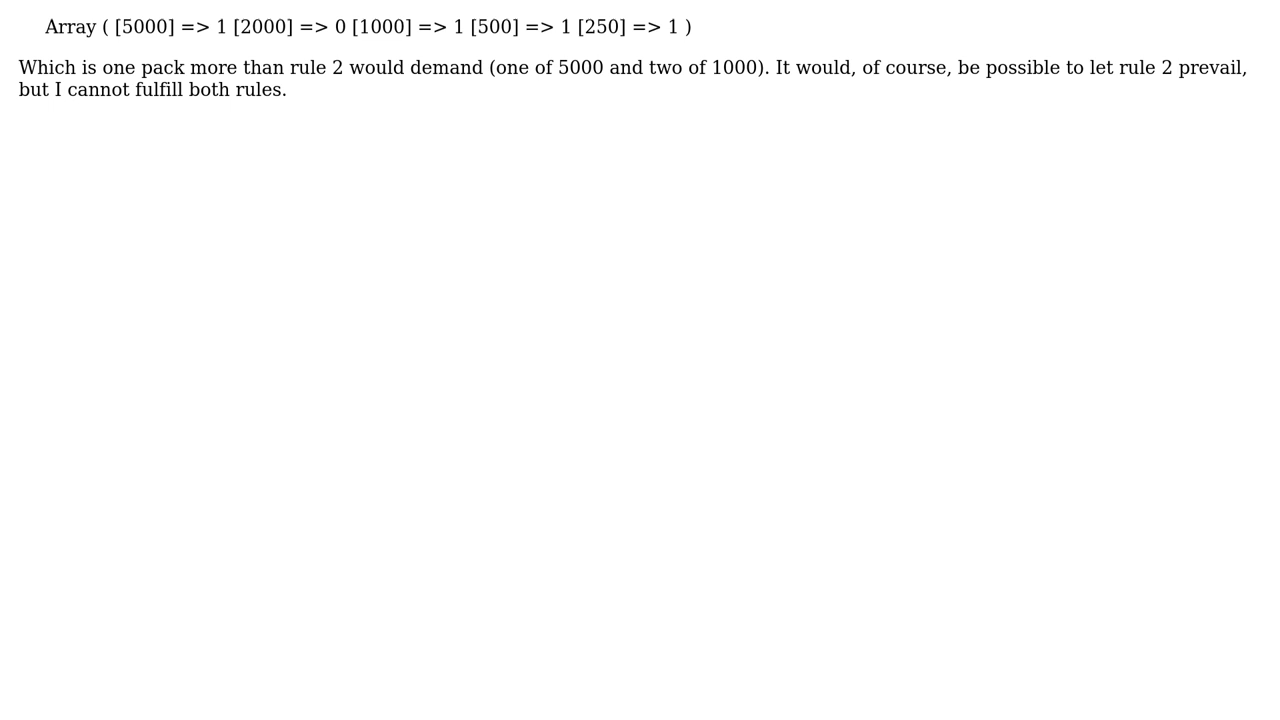 Array ( [5000] => 1 [2000] => 0 [1000] => 1 [500] => 1 [250] => 1 )
Which is one pack more than rule 2 would demand (one of 5000 and two of 1000). It would, of course, be possible to let rule 2 prevail,
but I cannot fulfill both rules.